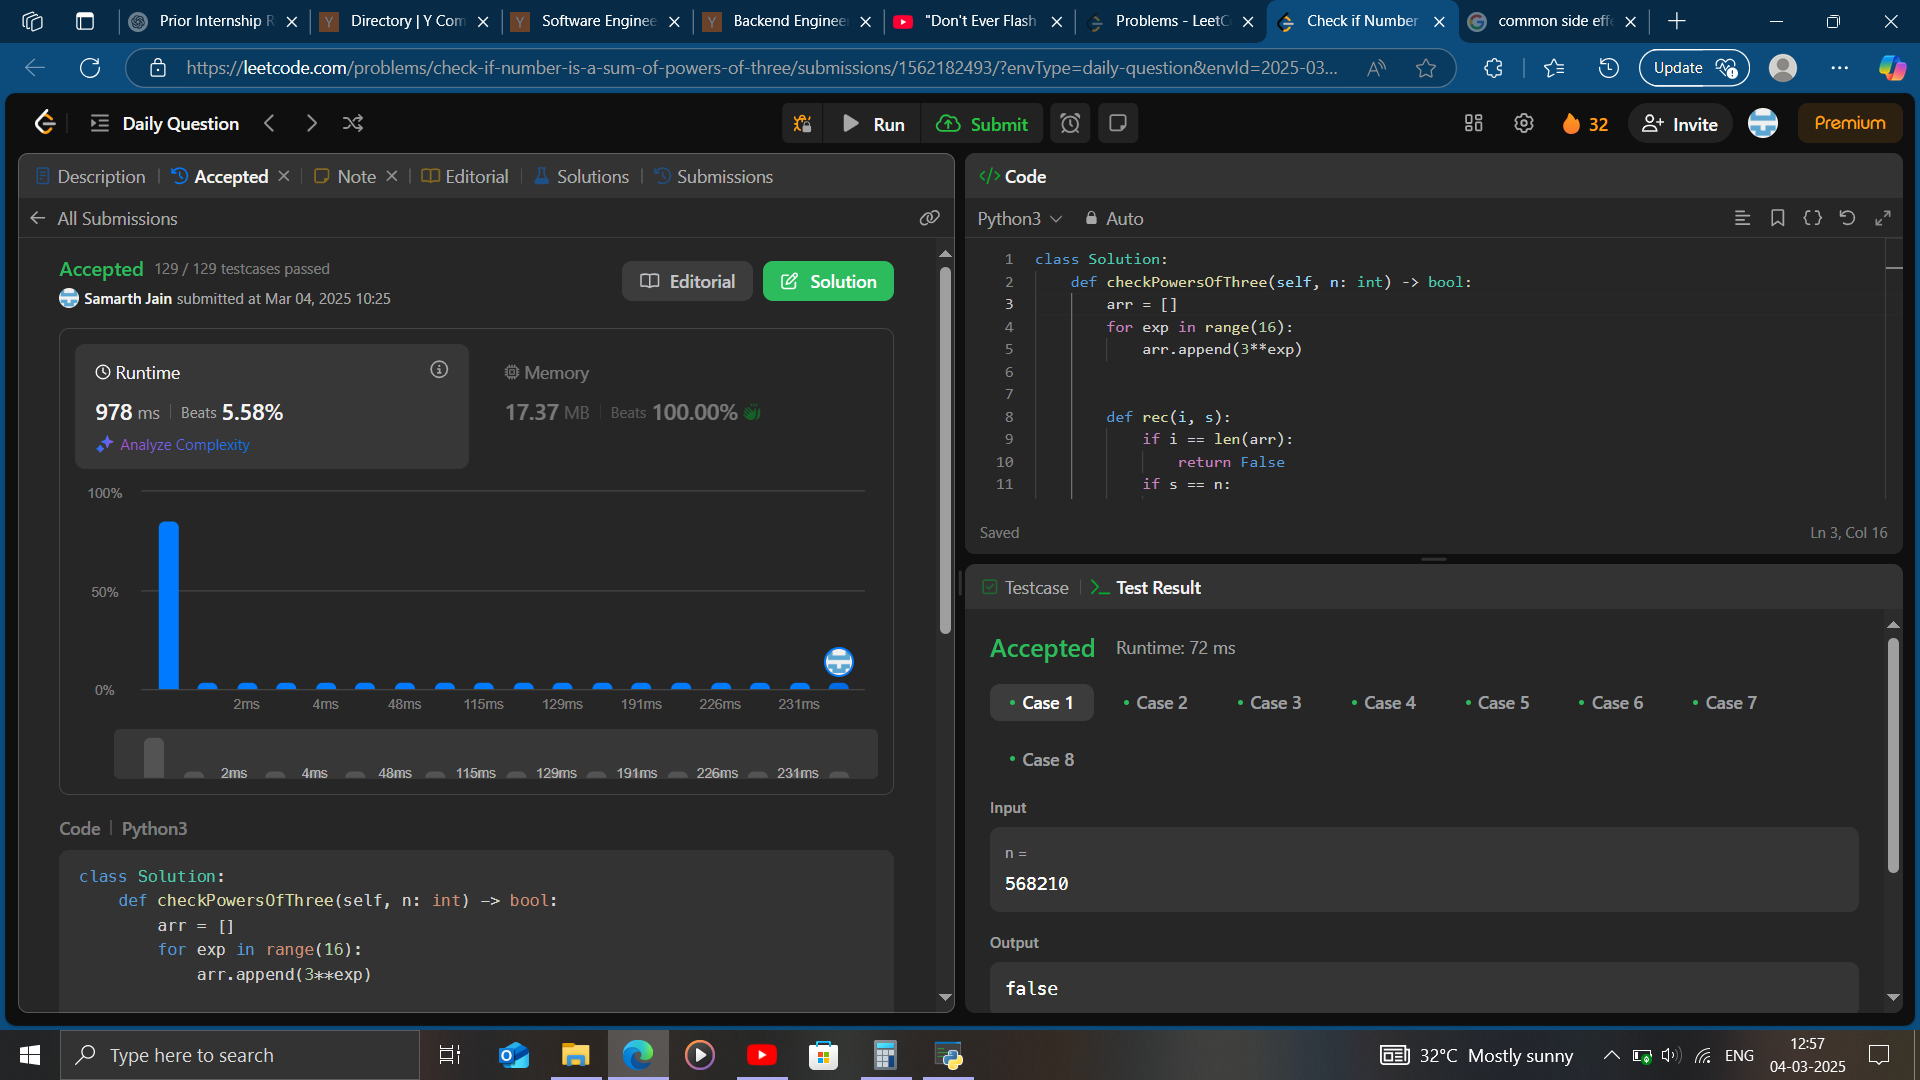 Prior Internship R
Directory | Y Com
Software Enginee
Backend Engineer
"Don't Ever Flash
Problems - LeetC
Check if Number
common side effe
https://leetcode.com/problems/check-if-number-is-a-sum-of-powers-of-three/submissions/1562182493/?envType=daily-question&envId=2025-03...
Update
Daily Question
Run
Submit
32
Invite
Premium
Description
Accepted
Note
Editorial
Solutions
Submissions
All Submissions
Accepted 129 / 129 testcases passed
Samarth Jain submitted at Mar 04, 2025 10:25
Editorial
Solution
Runtime
978 ms
Beats 5.58%
Analyze Complexity
Memory
17.37 MB
Beats 100.00%
100%
50%
0%
2ms 4ms 48ms 115ms 129ms 191ms 226ms 231ms
2ms 4ms 48ms 115ms 129ms 191ms 226ms 231ms
Code | Python3
class Solution:
def checkPowersOfThree(self, n: int) -> bool:
arr = []
for exp in range(16):
arr.append(3**exp)
</> Code
Python3
Auto
1 class Solution:
2 def checkPowersOfThree(self, n: int) -> bool:
3 arr = []
4 for exp in range(16):
5 arr.append(3**exp)
6
7
8 def rec(i, s):
9 if i == len(arr):
10 return False
11 if s == n:
Saved
Ln 3, Col 16
Testcase
Test Result
Accepted Runtime: 72 ms
Case 1
Case 2
Case 3
Case 4
Case 5
Case 6
Case 7
Case 8
Input
n =
568210
Output
false
Type here to search
32°C Mostly sunny
ENG
12:57
04-03-2025